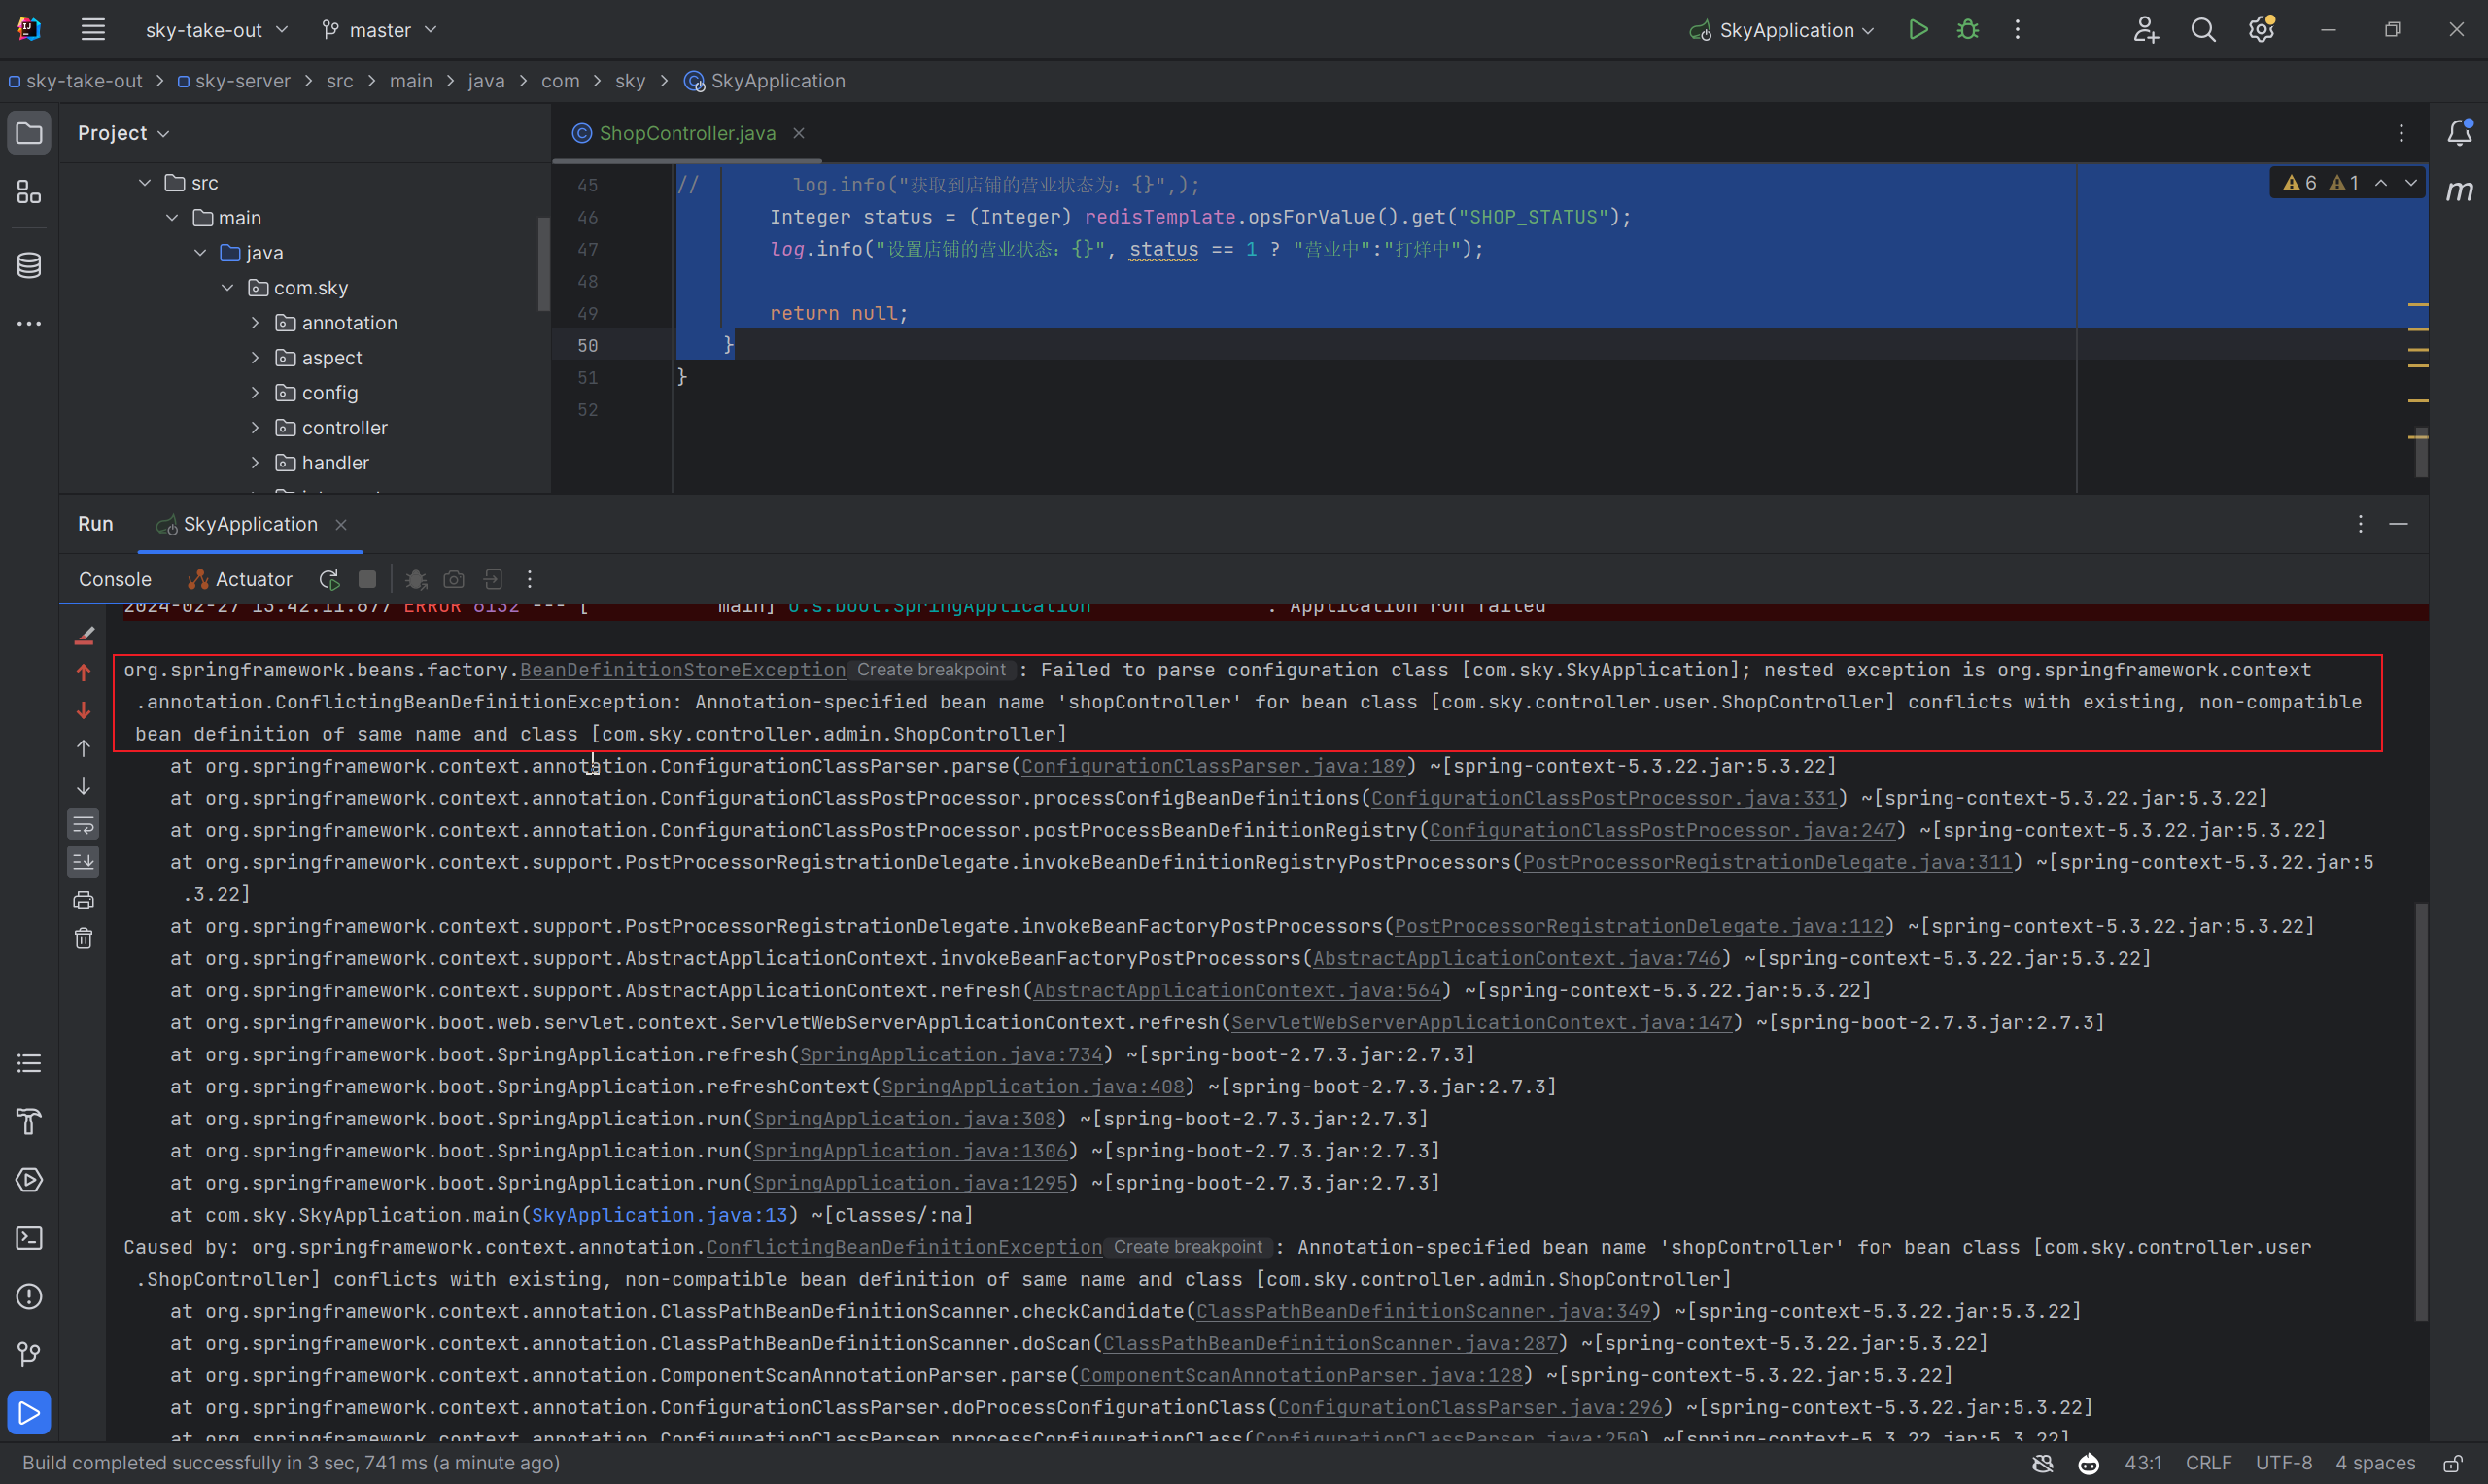 sky-take-out master SkyApplication
sky-take-out sky-server src main java com sky SkyApplication
Project
src
main
java
com.sky
annotation
aspect
config
controller
handler
ShopController.java
6 1
45 // log.info("获取到店铺的营业状态为：{}",);
46 Integer status = (Integer) redisTemplate.opsForValue().get("SHOP_STATUS");
47 log.info("设置店铺的营业状态：{}", status == 1 ? "营业中":"打烊中");
48
49 return null;
50 }
51 }
52
Run SkyApplication
Console Actuator
2024-02-27 13:42:11.677 ERROR 6132 --- [ main] o.s.boot.SpringApplication : Application run failed
org.springframework.beans.factory.BeanDefinitionStoreException Create breakpoint : Failed to parse configuration class [com.sky.SkyApplication]; nested exception is org.springframework.context
.annotation.ConflictingBeanDefinitionException: Annotation-specified bean name 'shopController' for bean class [com.sky.controller.user.ShopController] conflicts with existing, non-compatible
bean definition of same name and class [com.sky.controller.admin.ShopController]
at org.springframework.context.annotation.ConfigurationClassParser.parse(ConfigurationClassParser.java:189) ~[spring-context-5.3.22.jar:5.3.22]
at org.springframework.context.annotation.ConfigurationClassPostProcessor.processConfigBeanDefinitions(ConfigurationClassPostProcessor.java:331) ~[spring-context-5.3.22.jar:5.3.22]
at org.springframework.context.annotation.ConfigurationClassPostProcessor.postProcessBeanDefinitionRegistry(ConfigurationClassPostProcessor.java:247) ~[spring-context-5.3.22.jar:5.3.22]
at org.springframework.context.support.PostProcessorRegistrationDelegate.invokeBeanDefinitionRegistryPostProcessors(PostProcessorRegistrationDelegate.java:311) ~[spring-context-5.3.22.jar:5
.3.22]
at org.springframework.context.support.PostProcessorRegistrationDelegate.invokeBeanFactoryPostProcessors(PostProcessorRegistrationDelegate.java:112) ~[spring-context-5.3.22.jar:5.3.22]
at org.springframework.context.support.AbstractApplicationContext.invokeBeanFactoryPostProcessors(AbstractApplicationContext.java:746) ~[spring-context-5.3.22.jar:5.3.22]
at org.springframework.context.support.AbstractApplicationContext.refresh(AbstractApplicationContext.java:564) ~[spring-context-5.3.22.jar:5.3.22]
at org.springframework.boot.web.servlet.context.ServletWebServerApplicationContext.refresh(ServletWebServerApplicationContext.java:147) ~[spring-boot-2.7.3.jar:2.7.3]
at org.springframework.boot.SpringApplication.refresh(SpringApplication.java:734) ~[spring-boot-2.7.3.jar:2.7.3]
at org.springframework.boot.SpringApplication.refreshContext(SpringApplication.java:408) ~[spring-boot-2.7.3.jar:2.7.3]
at org.springframework.boot.SpringApplication.run(SpringApplication.java:308) ~[spring-boot-2.7.3.jar:2.7.3]
at org.springframework.boot.SpringApplication.run(SpringApplication.java:1306) ~[spring-boot-2.7.3.jar:2.7.3]
at org.springframework.boot.SpringApplication.run(SpringApplication.java:1295) ~[spring-boot-2.7.3.jar:2.7.3]
at com.sky.SkyApplication.main(SkyApplication.java:13) ~[classes/:na]
Caused by: org.springframework.context.annotation.ConflictingBeanDefinitionException Create breakpoint : Annotation-specified bean name 'shopController' for bean class [com.sky.controller.user
.ShopController] conflicts with existing, non-compatible bean definition of same name and class [com.sky.controller.admin.ShopController]
at org.springframework.context.annotation.ClassPathBeanDefinitionScanner.checkCandidate(ClassPathBeanDefinitionScanner.java:349) ~[spring-context-5.3.22.jar:5.3.22]
at org.springframework.context.annotation.ClassPathBeanDefinitionScanner.doScan(ClassPathBeanDefinitionScanner.java:287) ~[spring-context-5.3.22.jar:5.3.22]
at org.springframework.context.annotation.ComponentScanAnnotationParser.parse(ComponentScanAnnotationParser.java:128) ~[spring-context-5.3.22.jar:5.3.22]
at org.springframework.context.annotation.ConfigurationClassParser.doProcessConfigurationClass(ConfigurationClassParser.java:296) ~[spring-context-5.3.22.jar:5.3.22]
at org.springframework.context.annotation.ConfigurationClassParser.processConfigurationClass(ConfigurationClassParser.java:250) ~[spring-context-5.3.22.jar:5.3.22]
Build completed successfully in 3 sec, 741 ms (a minute ago) 43:1 CRLF UTF-8 4 spaces